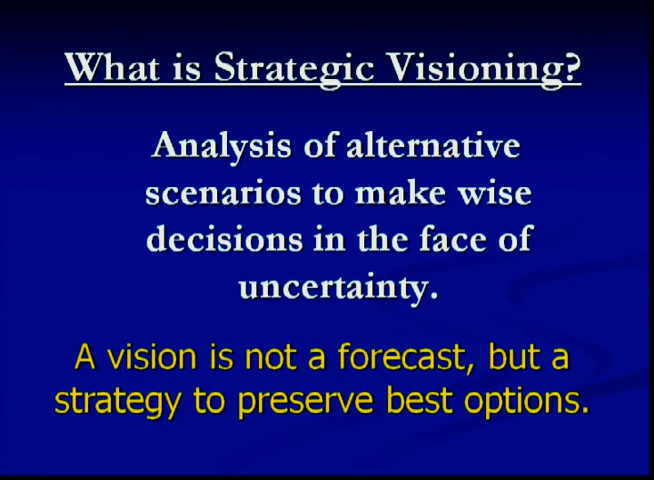 What is Strategic Visioning?
Analysis of alternative
scenarios to make wise
decisions in the face of
uncertainty.
A vision is not a forecast, but a
strategy to preserve best options.